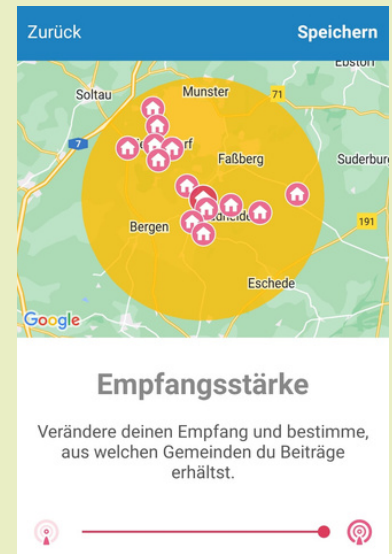 Zurück Speichern
Ebstorf
Soltau Munster 71
7
Faßberg Suderbur
Bergen 191
Eschede
Google
Empfangsstärke
Verändere deinen Empfang und bestimme,
aus welchen Gemeinden du Beiträge
erhältst.